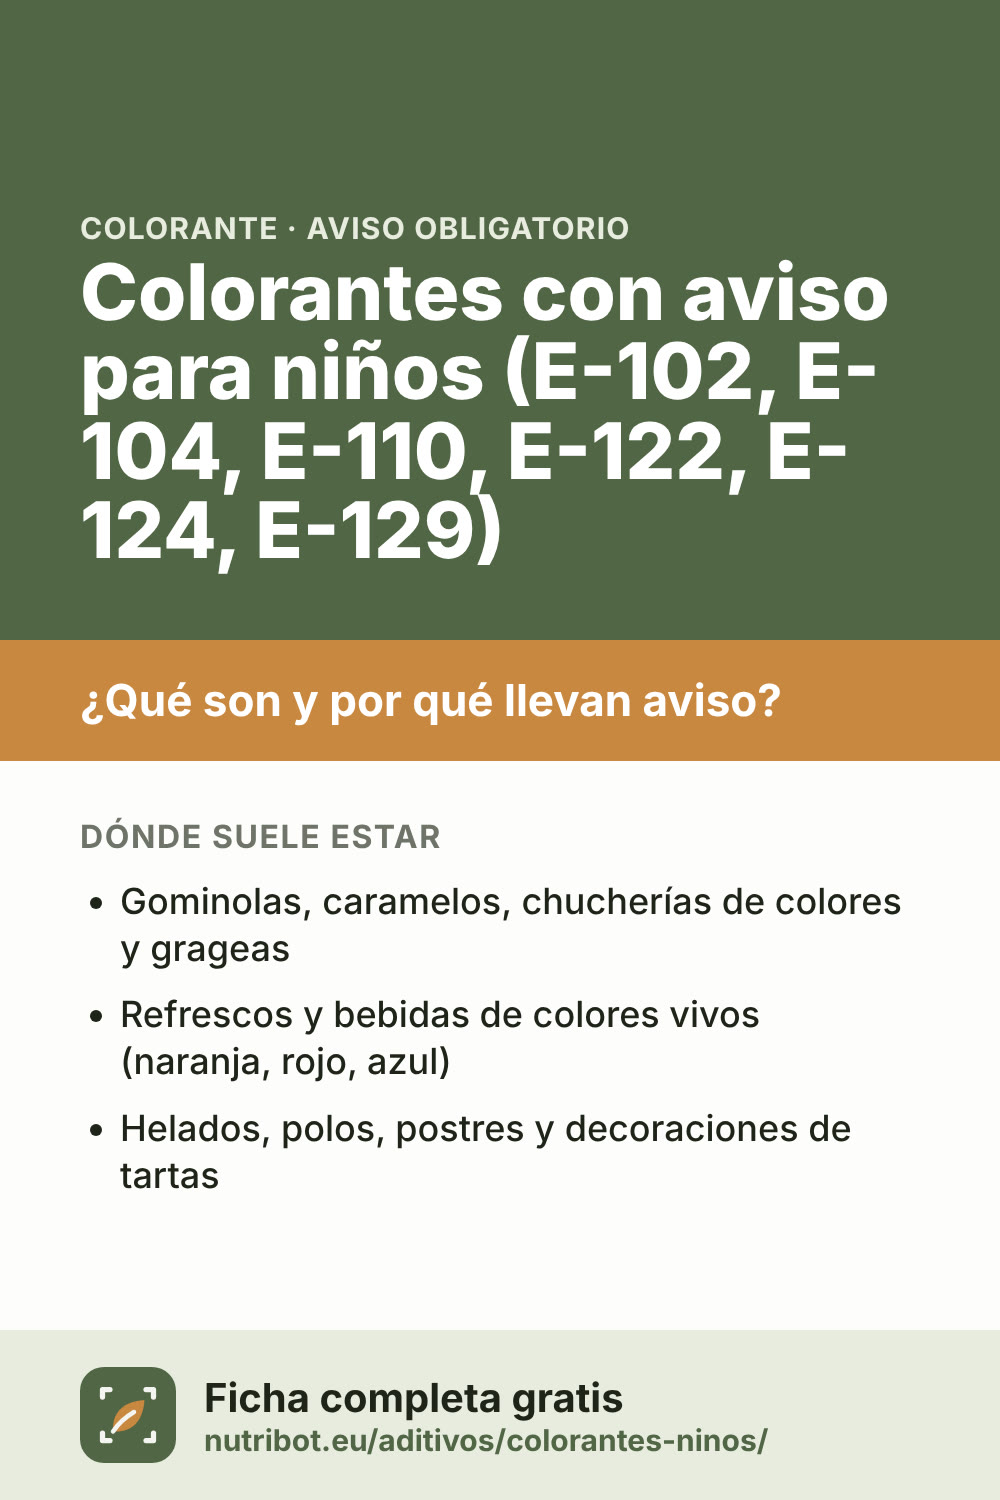 COLORANTE · AVISO OBLIGATORIO
Colorantes con aviso
para niños (E-102, E-
104, E-110, E-122, E-
124, E-129)
¿Qué son y por qué llevan aviso?
DÓNDE SUELE ESTAR
• Gominolas, caramelos, chucherías de colores
y grageas
• Refrescos y bebidas de colores vivos
(naranja, rojo, azul)
• Helados, polos, postres y decoraciones de
tartas
Ficha completa gratis
nutribot.eu/aditivos/colorantes-ninos/